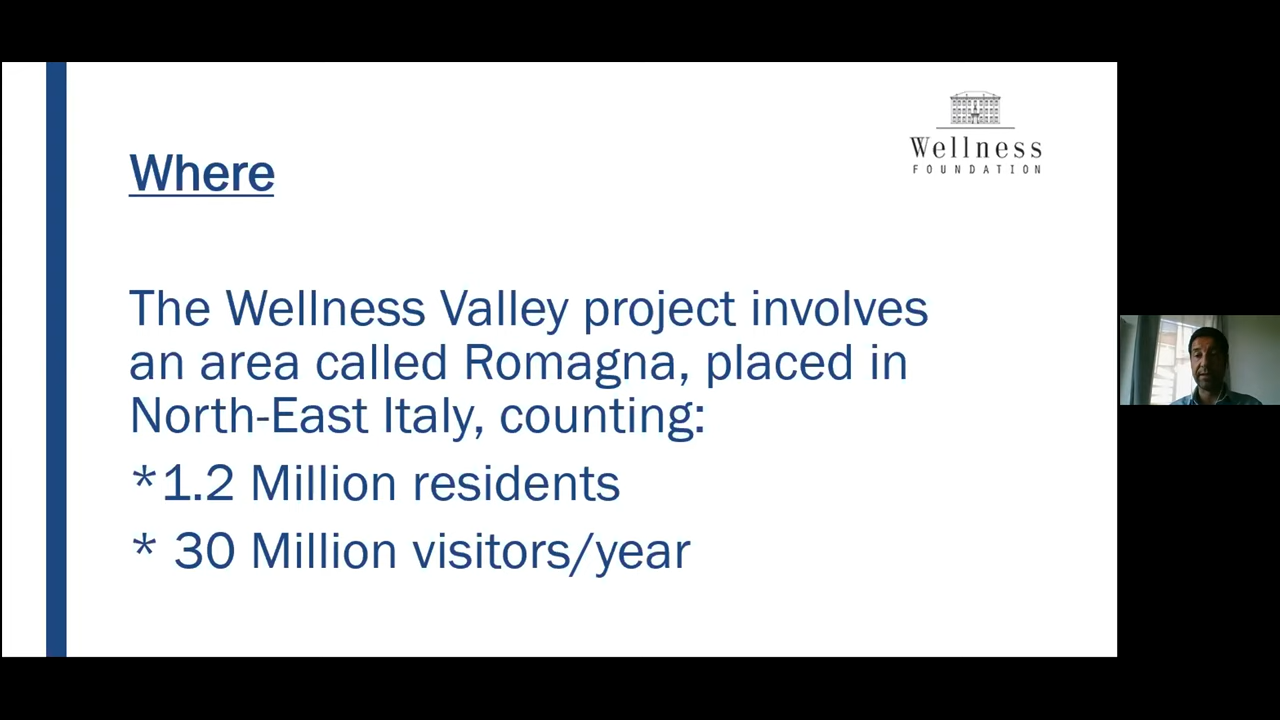 Where
Wellness
FOUNDATION
The Wellness Valley project involves
an area called Romagna, placed in
North-East Italy, counting:
*1.2 Million residents
* 30 Million visitors/year